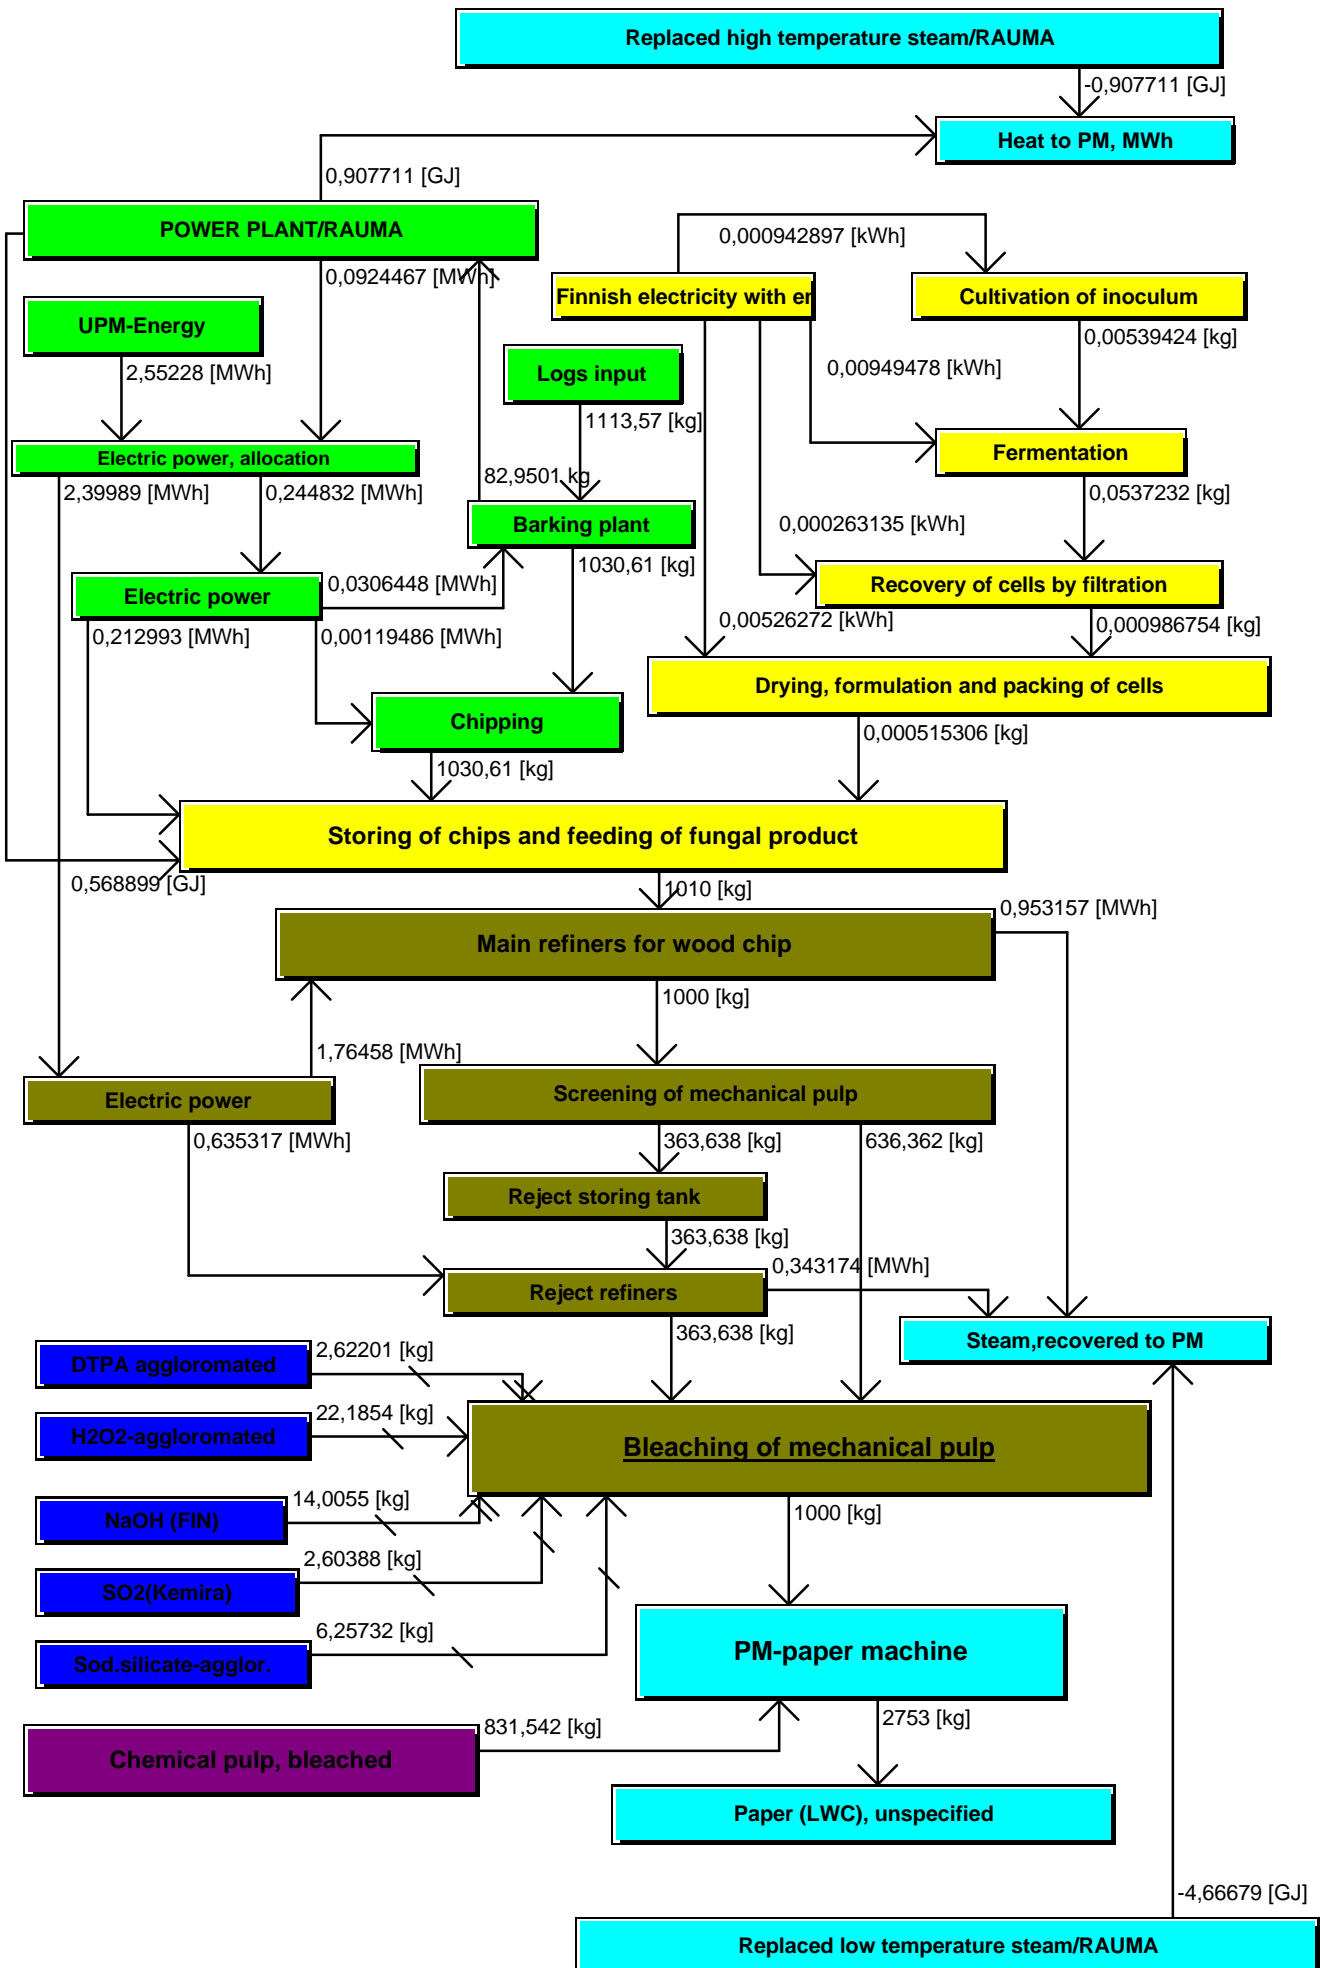 Replaced high temperature steam/RAUMA
-0,907711 [GJ]
Heat to PM, MWh
0,907711 [GJ]
POWER PLANT/RAUMA
0,000942897 [kWh]
0,0924467 [MWh]
Finnish electricity with en
Cultivation of inoculum
UPM-Energy
0,00539424 [kg]
2,55228 [MWh]
Logs input
0,00949478 [kWh]
1113,57 [kg]
Electric power, allocation
Fermentation
2,39989 [MWh]
0,244832 [MWh]
82,9501 kg
0,0537232 [kg]
Barking plant
0,000263135 [kWh]
1030,61 [kg]
Electric power
0,0306448 [MWh]
Recovery of cells by filtration
0,212993 [MWh]
0,00119486 [MWh]
0,00526272 [kWh]
0,000986754 [kg]
Drying, formulation and packing of cells
Chipping
0,000515306 [kg]
1030,61 [kg]
Storing of chips and feeding of fungal product
0,568899 [GJ]
1010 [kg]
0,953157 [MWh]
Main refiners for wood chip
1000 [kg]
1,76458 [MWh]
Electric power
Screening of mechanical pulp
0,635317 [MWh]
363,638 [kg]
636,362 [kg]
Reject storing tank
363,638 [kg]
0,343174 [MWh]
Reject refiners
363,638 [kg]
Steam,recovered to PM
DTPA aggloromated
2,62201 [kg]
H2O2-aggloromated
22,1854 [kg]
Bleaching of mechanical pulp
NaOH (FIN)
14,0055 [kg]
1000 [kg]
SO2(Kemira)
2,60388 [kg]
Sod.silicate-agglor.
6,25732 [kg]
PM-paper machine
Chemical pulp, bleached
831,542 [kg]
2753 [kg]
Paper (LWC), unspecified
-4,66679 [GJ]
Replaced low temperature steam/RAUMA